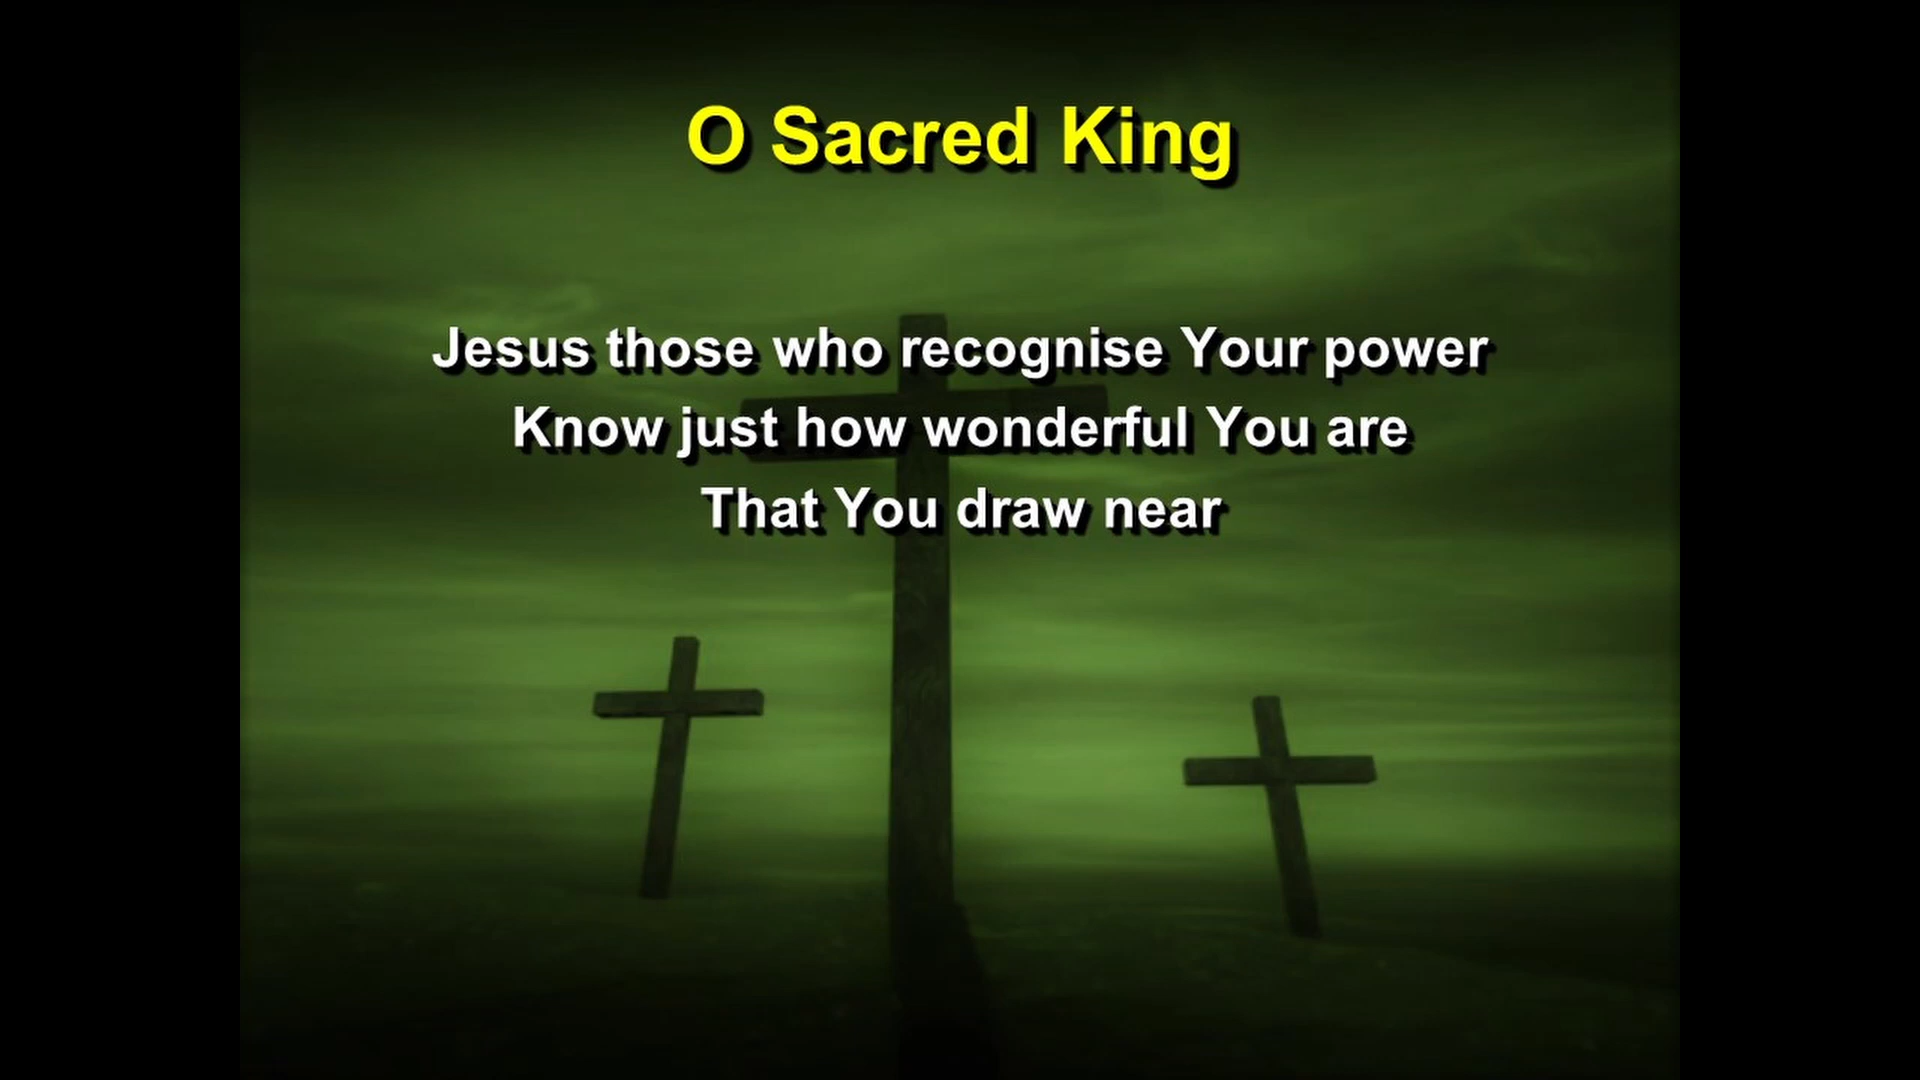 O Sacred King
Jesus those who recognise Your power
Know just how wonderful You are
That You draw near